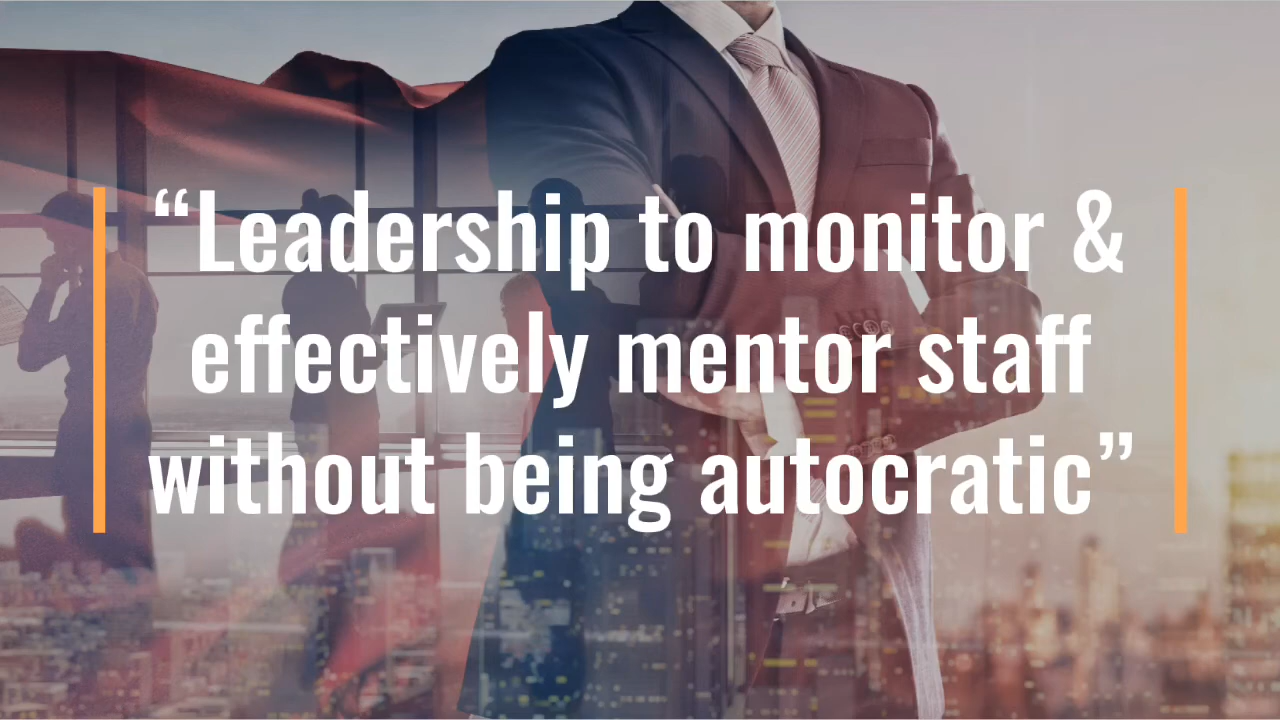 “Leadership to monitor &
effectively mentor staff
without being autocratic”